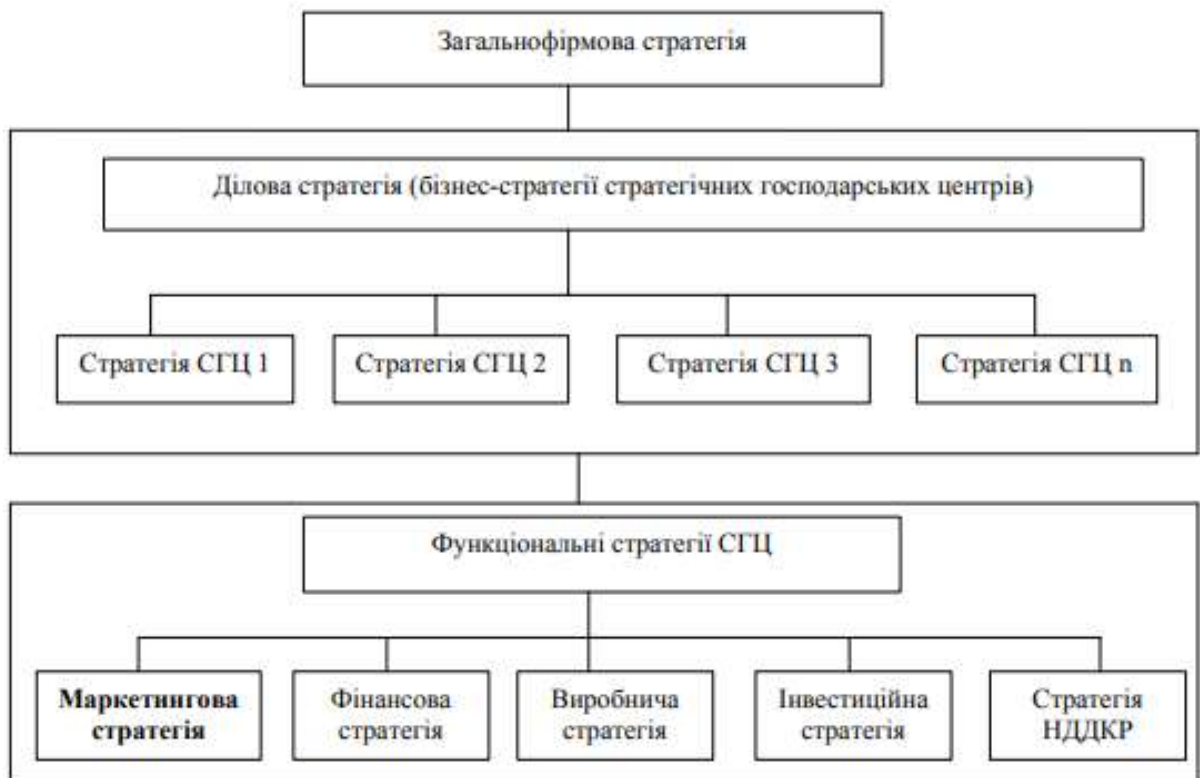 Загальнофірмова стратегія
Ділова стратегія (бізнес-стратегії стратегічних господарських центрів)
Стратегія СГЦ 1
Стратегія СГЦ 2
Стратегія СГЦ 3
Стратегія СГЦ n
Функціональні стратегії СГЦ
Маркетингова
стратегія
Фінансова
стратегія
Виробнича
стратегія
Інвестиційна
стратегія
Стратегія
НДДКР